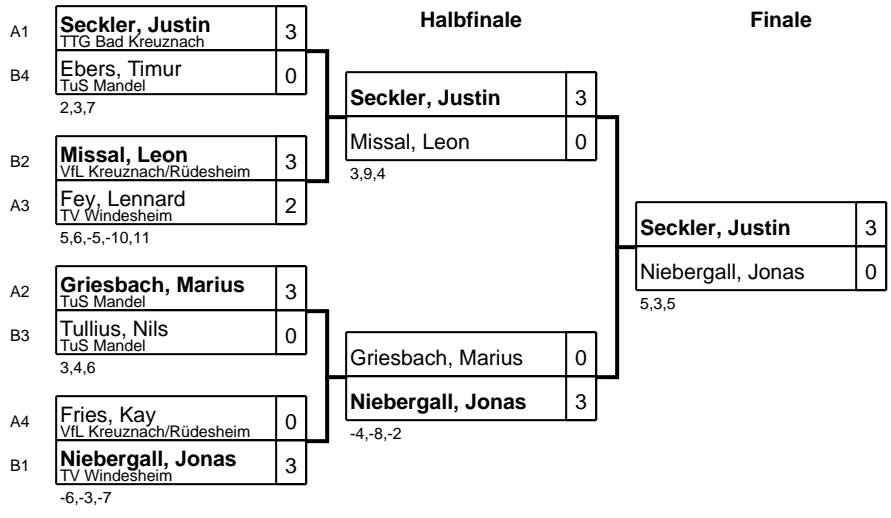 Halbfinale
Finale
A1
Seckler, Justin
TTG Bad Kreuznach
3
B4
Ebers, Timur
TuS Mandel
0
2,3,7
B2
Missal, Leon
VfL Kreuznach/Rüdesheim
3
A3
Fey, Lennard
TV Windesheim
2
5,6,-5,-10,11
A2
Griesbach, Marius
TuS Mandel
3
B3
Tullius, Nils
TuS Mandel
0
3,4,6
A4
Fries, Kay
VfL Kreuznach/Rüdesheim
0
B1
Niebergall, Jonas
TV Windesheim
3
-6,-3,-7
Seckler, Justin 3
Missal, Leon 0
3,9,4
Griesbach, Marius 0
Niebergall, Jonas 3
-4,-8,-2
Seckler, Justin 3
Niebergall, Jonas 0
5,3,5